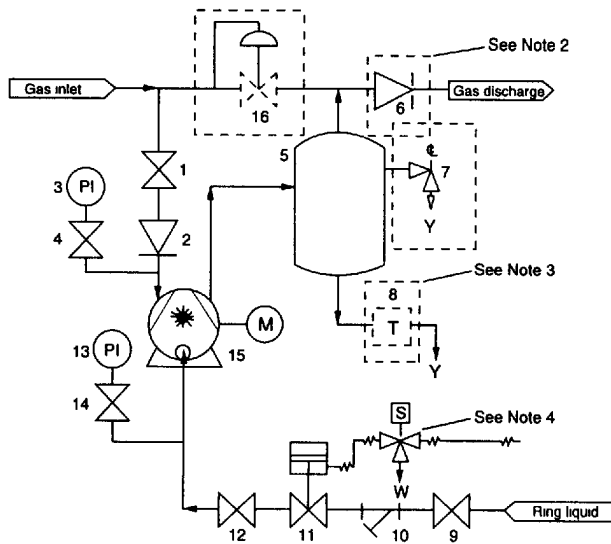 See Note 2
Gas inlet
Gas discharge
16
6
5
℄
7
1
3
PI
Y
4
2
See Note 3
8
T
M
15
13
PI
Y
14
S
See Note 4
W
Ring liquid
12
11
10
9